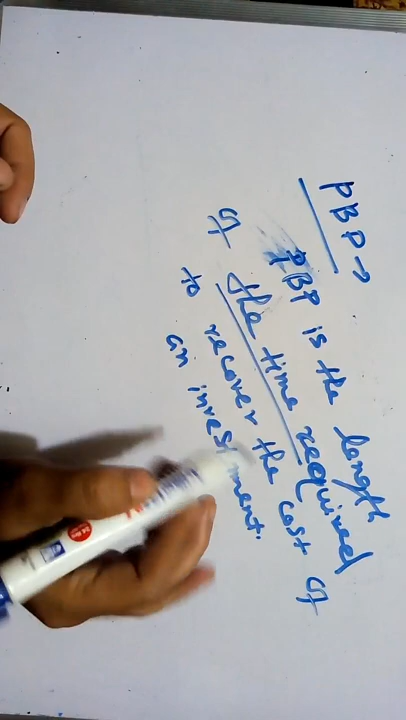 PBP →
PBP is the length
of the time required
to recover the cost of
an investment.